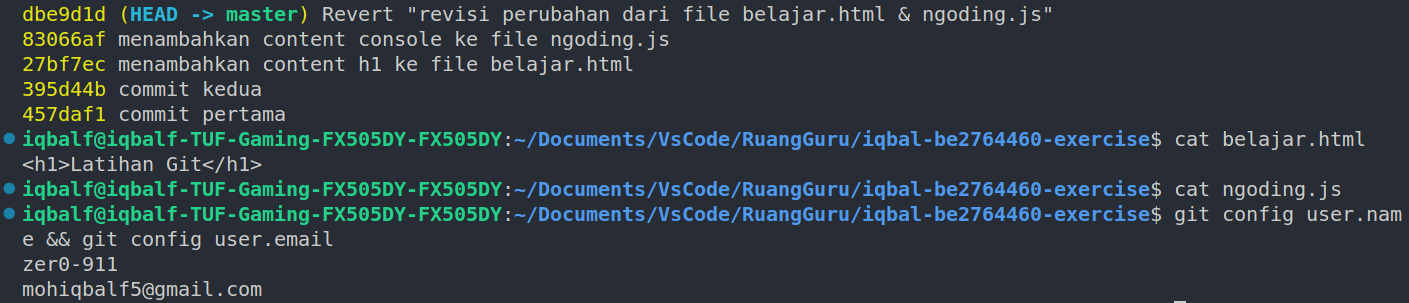 dbe9d1d (HEAD -> master) Revert "revisi perubahan dari file belajar.html & ngoding.js"
83066af menambahkan content console ke file ngoding.js
27bf7ec menambahkan content h1 ke file belajar.html
395d44b commit kedua
457daf1 commit pertama
iqbalf@iqbalf-TUF-Gaming-FX505DY-FX505DY:~/Documents/VsCode/RuangGuru/iqbal-be2764460-exercise$ cat belajar.html
<h1>Latihan Git</h1>
iqbalf@iqbalf-TUF-Gaming-FX505DY-FX505DY:~/Documents/VsCode/RuangGuru/iqbal-be2764460-exercise$ cat ngoding.js
iqbalf@iqbalf-TUF-Gaming-FX505DY-FX505DY:~/Documents/VsCode/RuangGuru/iqbal-be2764460-exercise$ git config user.nam
e && git config user.email
zer0-911
mohiqbalf5@gmail.com